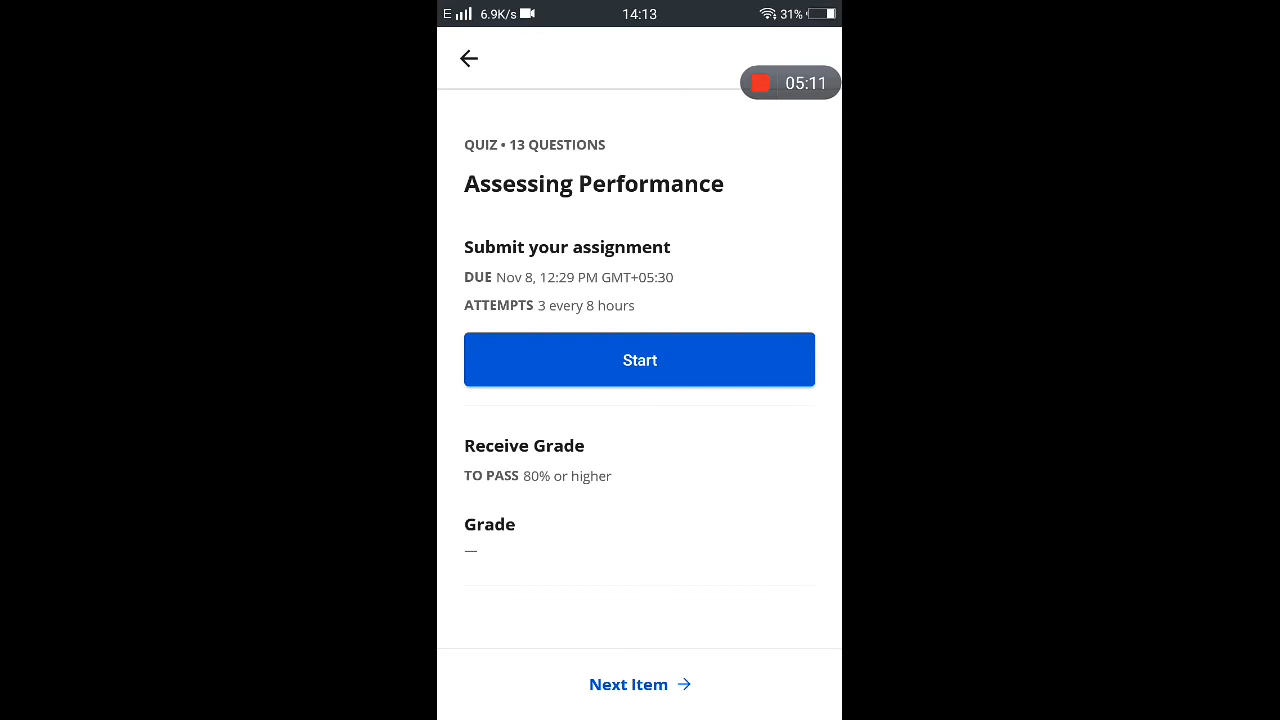 E 6.9K/s 14:13 31%
05:11
QUIZ • 13 QUESTIONS
Assessing Performance
Submit your assignment
DUE Nov 8, 12:29 PM GMT+05:30
ATTEMPTS 3 every 8 hours
Start
Receive Grade
TO PASS 80% or higher
Grade
—
Next Item →